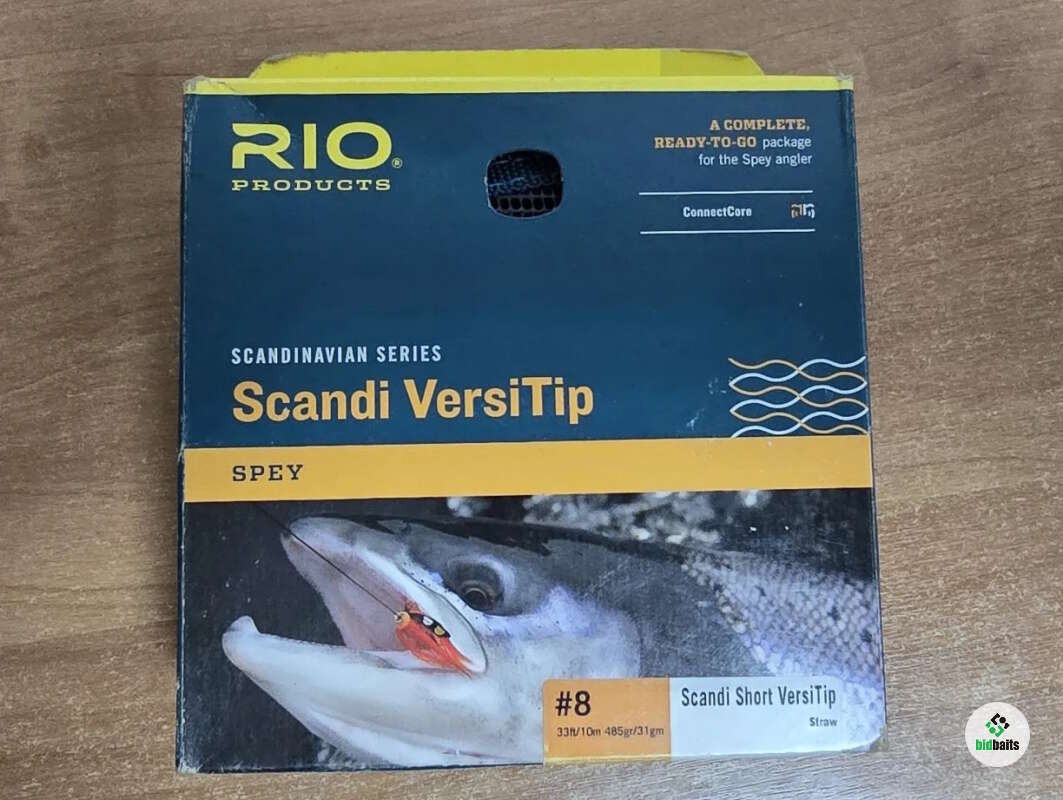 RIO®
PRODUCTS
A COMPLETE,
READY-TO-GO package
for the Spey angler
ConnectCore
SCANDINAVIAN SERIES
Scandi VersiTip
SPEY
#8
33ft/10m 485gr/31gm
Scandi Short VersiTip
Straw
bidbaits